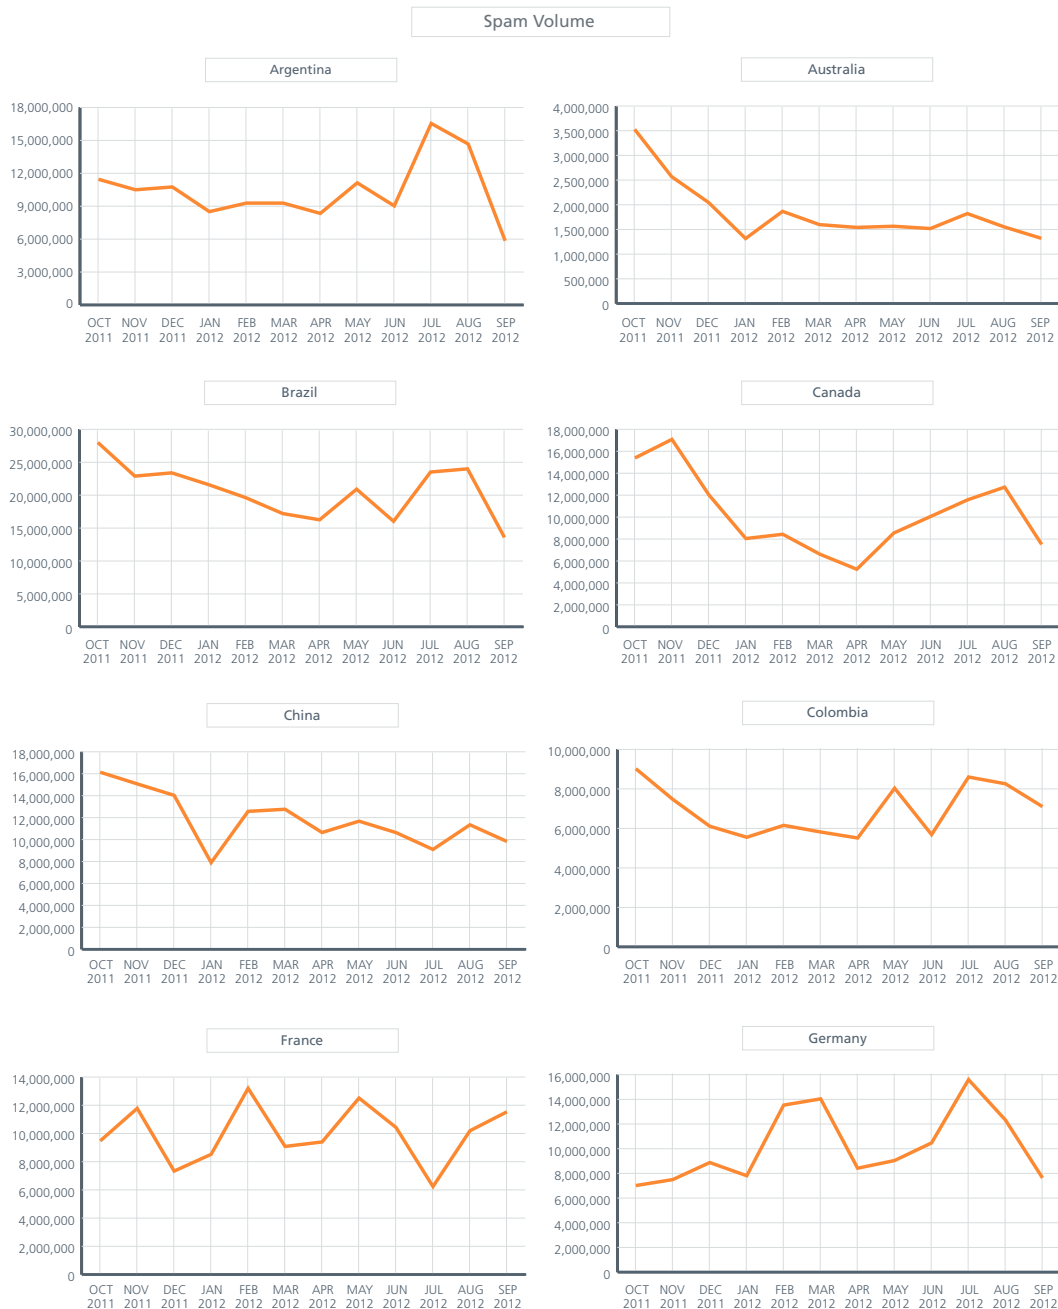 Spam Volume
Argentina
18,000,000
15,000,000
12,000,000
9,000,000
6,000,000
3,000,000
0
OCT NOV DEC JAN FEB MAR APR MAY JUN JUL AUG SEP
2011 2011 2011 2012 2012 2012 2012 2012 2012 2012 2012 2012
Australia
4,000,000
3,500,000
3,000,000
2,500,000
2,000,000
1,500,000
1,000,000
500,000
0
OCT NOV DEC JAN FEB MAR APR MAY JUN JUL AUG SEP
2011 2011 2011 2012 2012 2012 2012 2012 2012 2012 2012 2012
Brazil
30,000,000
25,000,000
20,000,000
15,000,000
10,000,000
5,000,000
0
OCT NOV DEC JAN FEB MAR APR MAY JUN JUL AUG SEP
2011 2011 2011 2012 2012 2012 2012 2012 2012 2012 2012 2012
Canada
18,000,000
16,000,000
14,000,000
12,000,000
10,000,000
8,000,000
6,000,000
4,000,000
2,000,000
0
OCT NOV DEC JAN FEB MAR APR MAY JUN JUL AUG SEP
2011 2011 2011 2012 2012 2012 2012 2012 2012 2012 2012 2012
China
18,000,000
16,000,000
14,000,000
12,000,000
10,000,000
8,000,000
6,000,000
4,000,000
2,000,000
0
OCT NOV DEC JAN FEB MAR APR MAY JUN JUL AUG SEP
2011 2011 2011 2012 2012 2012 2012 2012 2012 2012 2012 2012
Colombia
10,000,000
8,000,000
6,000,000
4,000,000
2,000,000
0
OCT NOV DEC JAN FEB MAR APR MAY JUN JUL AUG SEP
2011 2011 2011 2012 2012 2012 2012 2012 2012 2012 2012 2012
France
14,000,000
12,000,000
10,000,000
8,000,000
6,000,000
4,000,000
2,000,000
0
OCT NOV DEC JAN FEB MAR APR MAY JUN JUL AUG SEP
2011 2011 2011 2012 2012 2012 2012 2012 2012 2012 2012 2012
Germany
16,000,000
14,000,000
12,000,000
10,000,000
8,000,000
6,000,000
4,000,000
2,000,000
0
OCT NOV DEC JAN FEB MAR APR MAY JUN JUL AUG SEP
2011 2011 2011 2012 2012 2012 2012 2012 2012 2012 2012 2012